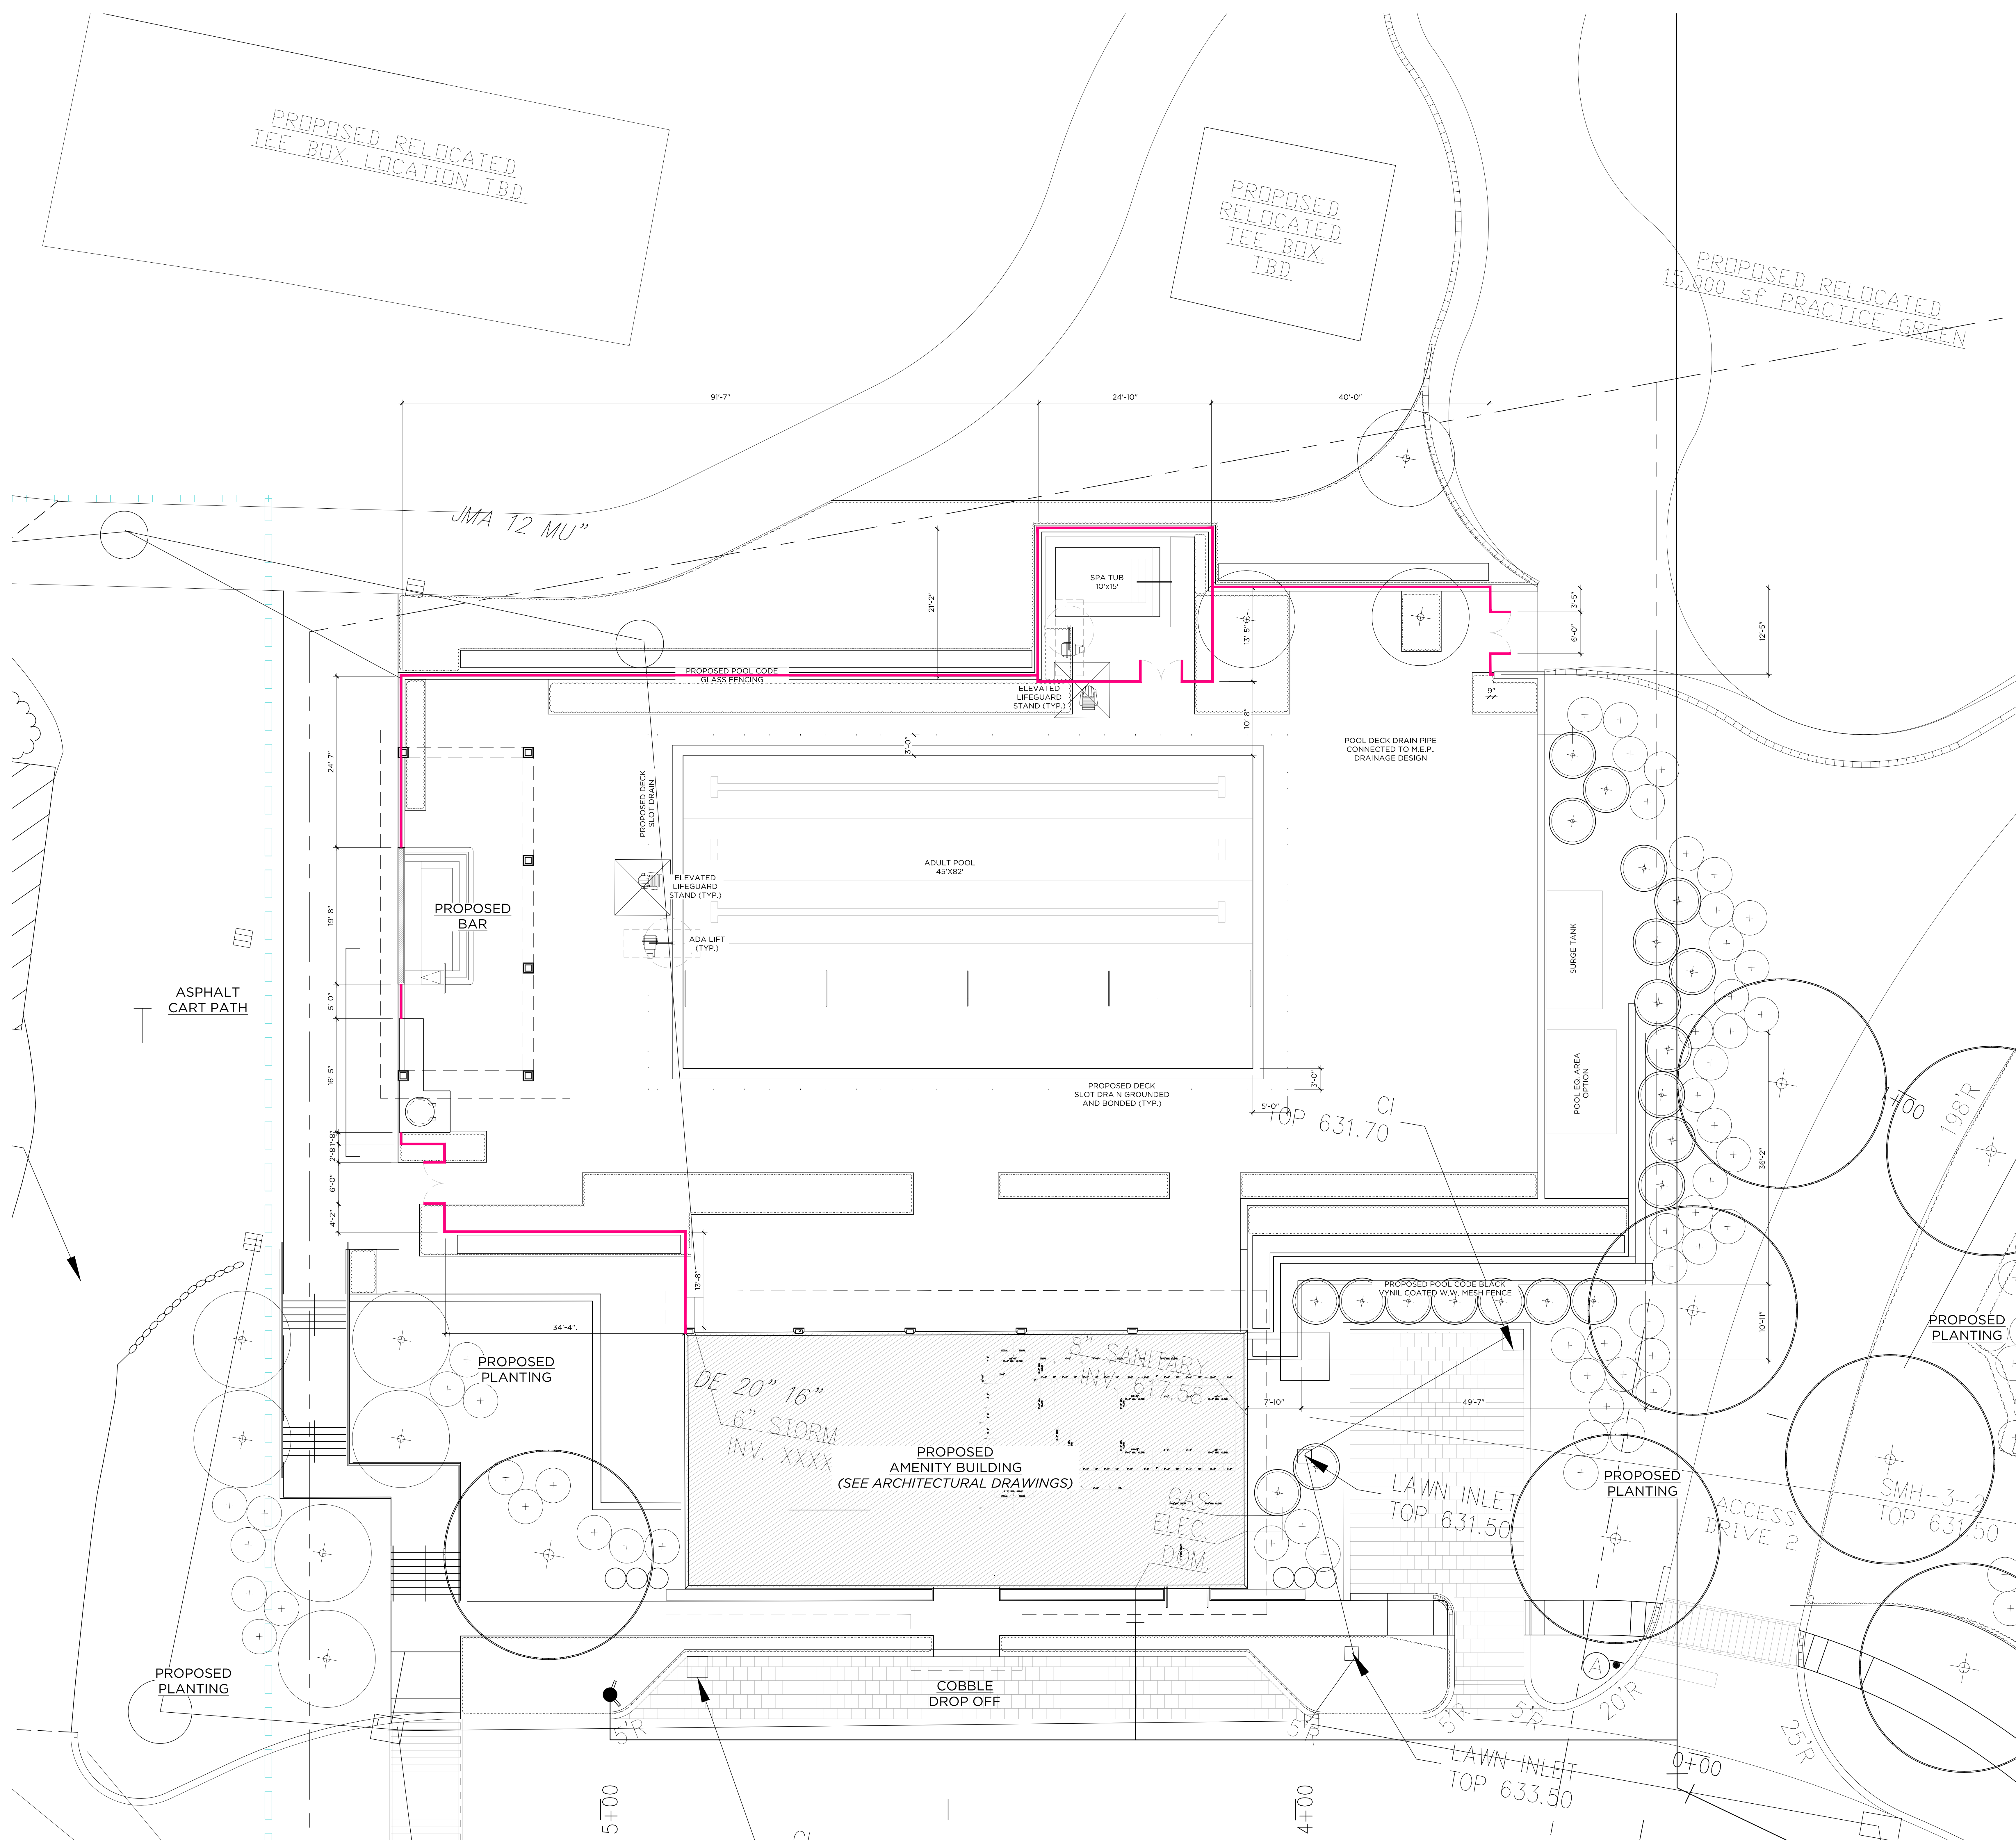 PROPOSED RELOCATED
TEE BOX. LOCATION TBD.
PROPOSED
RELOCATED
TEE BOX.
TBD
PROPOSED RELOCATED
15,000 sf PRACTICE GREEN
91'-7"
24'-10"
40'-0"
JMA 12 MU"
SPA TUB
10'x15'
21'-2"
13'-5"
3'-5"
6'-0"
12'-5"
PROPOSED POOL CODE
GLASS FENCING
ELEVATED
LIFEGUARD
STAND (TYP.)
9"
10'-8"
3'-0"
POOL DECK DRAIN PIPE
CONNECTED TO M.E.P..
DRAINAGE DESIGN
24'-7"
PROPOSED DECK
SLOT DRAIN
ADULT POOL
45'X82'
ELEVATED
LIFEGUARD
STAND (TYP.)
PROPOSED
BAR
19'-8"
ADA LIFT
(TYP.)
SURGE TANK
ASPHALT
CART PATH
5'-0"
16'-5"
POOL EQ. AREA
OPTION
3'-0"
PROPOSED DECK
SLOT DRAIN GROUNDED
AND BONDED (TYP.)
5'-0"
CI
TOP 631.70
1+00
198'R
1'-8"
2'-8"
6'-0"
4'-2"
36'-2"
13'-8"
PROPOSED POOL CODE BLACK
VYNIL COATED W.W. MESH FENCE
10'-11"
PROPOSED
PLANTING
34'-4".
PROPOSED
PLANTING
8" SANITARY
INV. 617.58
DE 20" 16"
6" STORM
INV. XXXX
7'-10"
49'-7"
PROPOSED
AMENITY BUILDING
(SEE ARCHITECTURAL DRAWINGS)
GAS
ELEC.
DOM.
LAWN INLET
TOP 631.50
PROPOSED
PLANTING
ACCESS
DRIVE 2
SMH-3-2
TOP 631.50
PROPOSED
PLANTING
COBBLE
DROP OFF
A
5'R
5'R
5'R
5'R
20'R
25'R
LAWN INLET
TOP 633.50
0+00
5+00
4+00
CI